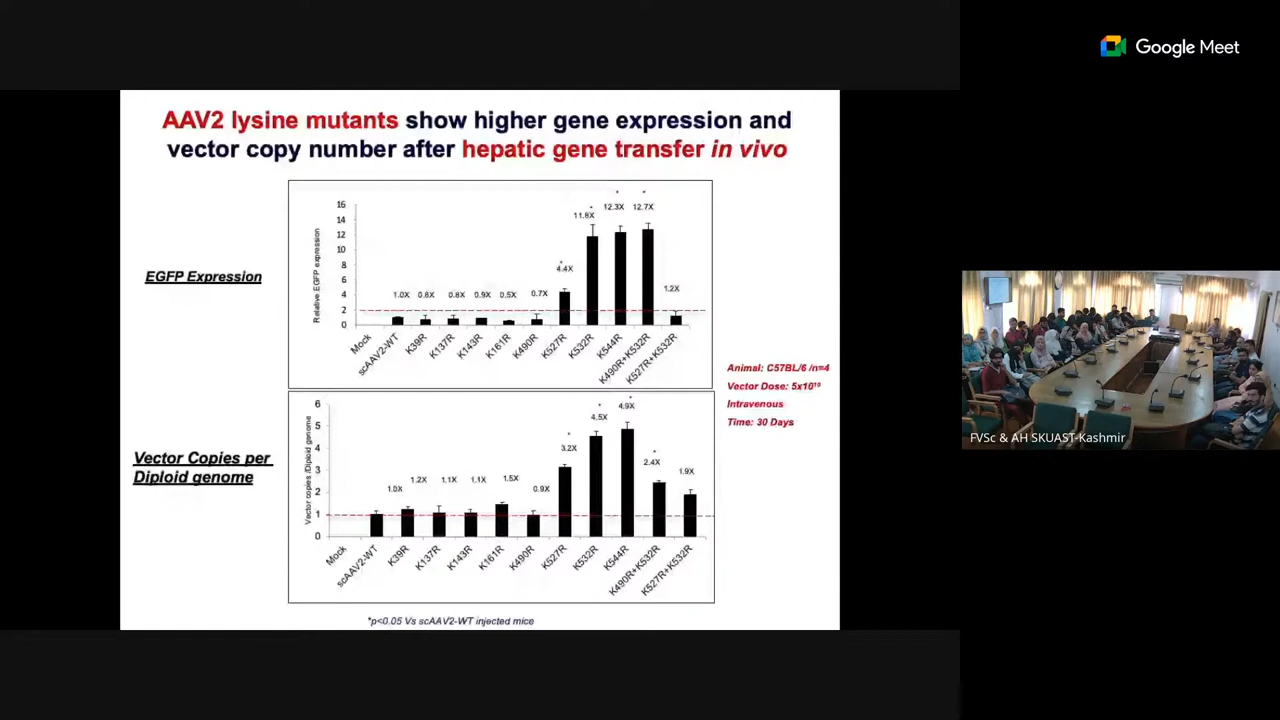 Google Meet
AAV2 lysine mutants show higher gene expression and
vector copy number after hepatic gene transfer in vivo
EGFP Expression
Relative EGFP expression
16
14
12
10
8
6
4
2
0
1.0X 0.8X 0.8X 0.9X 0.5X 0.7X 4.4X 11.8X 12.3X 12.7X 1.2X
* * * *
Mock scAAV2-WT K39R K137R K143R K161R K490R K527R K532R K544R K490R+K532R K527R+K532R
Vector Copies per
Diploid genome
Vector copies /Diploid genome
6
5
4
3
2
1
0
1.0X 1.2X 1.1X 1.1X 1.5X 0.9X 3.2X 4.5X 4.9X 2.4X 1.9X
* * * *
Mock scAAV2-WT K39R K137R K143R K161R K490R K527R K532R K544R K490R+K532R K527R+K532R
Animal: C57BL/6 /n=4
Vector Dose: 5x10¹⁰
Intravenous
Time: 30 Days
*p<0.05 Vs scAAV2-WT injected mice
FVSc & AH SKUAST-Kashmir